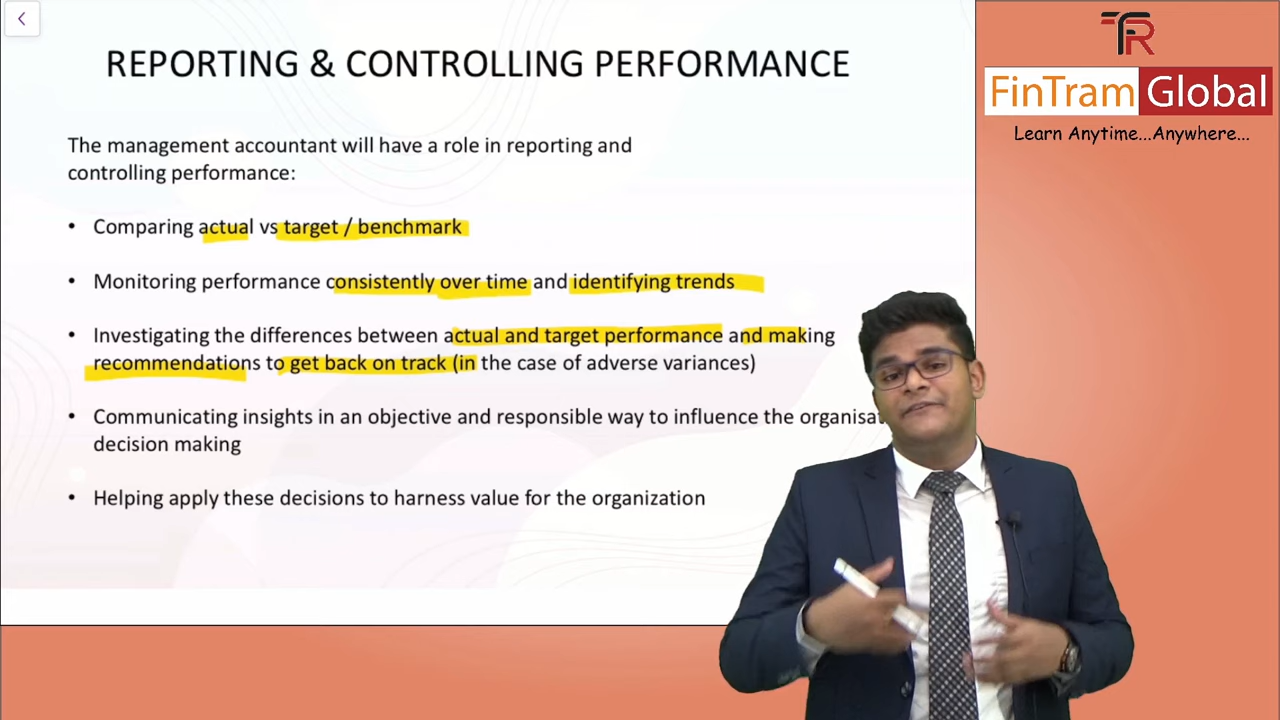 REPORTING & CONTROLLING PERFORMANCE
The management accountant will have a role in reporting and
controlling performance:
• Comparing actual vs target / benchmark
• Monitoring performance consistently over time and identifying trends
• Investigating the differences between actual and target performance and making
recommendations to get back on track (in the case of adverse variances)
• Communicating insights in an objective and responsible way to influence the
decision making
• Helping apply these decisions to harness value for the organization
FinTram Global
Learn Anytime...Anywhere...